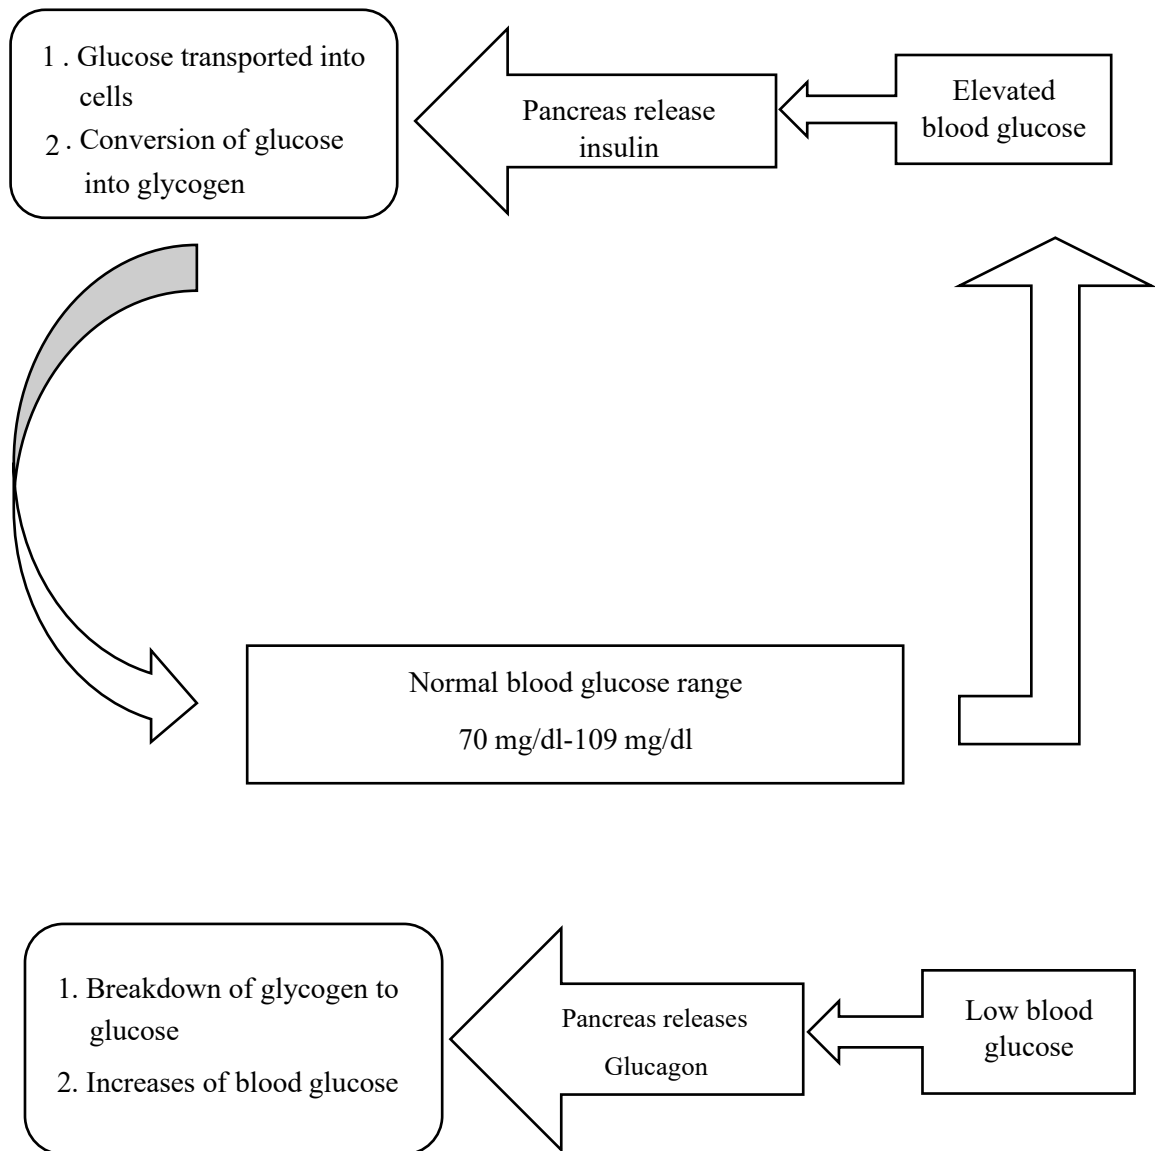 1 . Glucose transported into
cells
2 . Conversion of glucose
into glycogen
Pancreas release
insulin
Elevated
blood glucose
Normal blood glucose range
70 mg/dl-109 mg/dl
1. Breakdown of glycogen to
glucose
2. Increases of blood glucose
Pancreas releases
Glucagon
Low blood
glucose